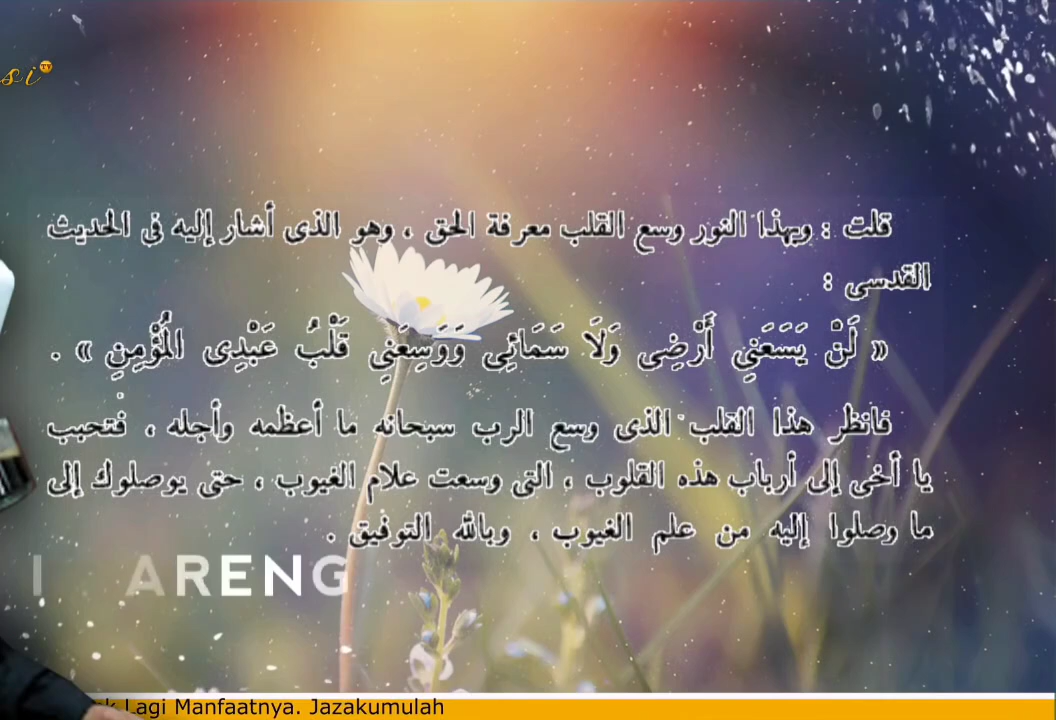 si TV
قلت : وبهذا النور وسع القلب معرفة الحق ، وهو الذى أشار إليه فى الحديث
القدسى :
« لَنْ يَسَعَنِي أَرْضِى وَلَا سَمَائِى وَوَسِعَنِي قَلْبُ عَبْدِى الْمُؤْمِنِ » .
فانظر هذا القلب الذى وسع الرب سبحانه ما أعظمه وأجله ، فتحبب
يا أخى إلى أرباب هذه القلوب ، التى وسعت علام الغيوب ، حتى يوصلوك إلى
ما وصلوا إليه من علم الغيوب ، وبالله التوفيق .
I ARENG
Lagi Manfaatnya. Jazakumulah